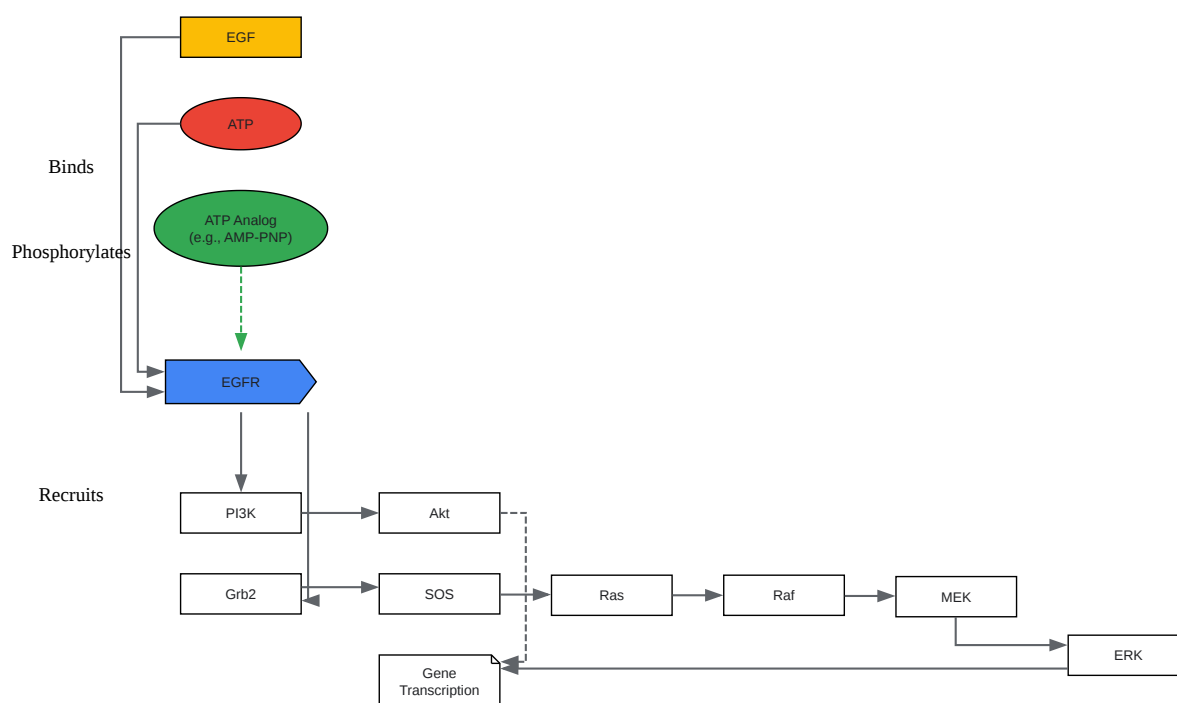 EGF
ATP
Binds
ATP Analog
(e.g., AMP-PNP)
Phosphorylates
EGFR
Recruits
PI3K
Akt
Grb2
SOS
Ras
Raf
MEK
ERK
Gene
Transcription